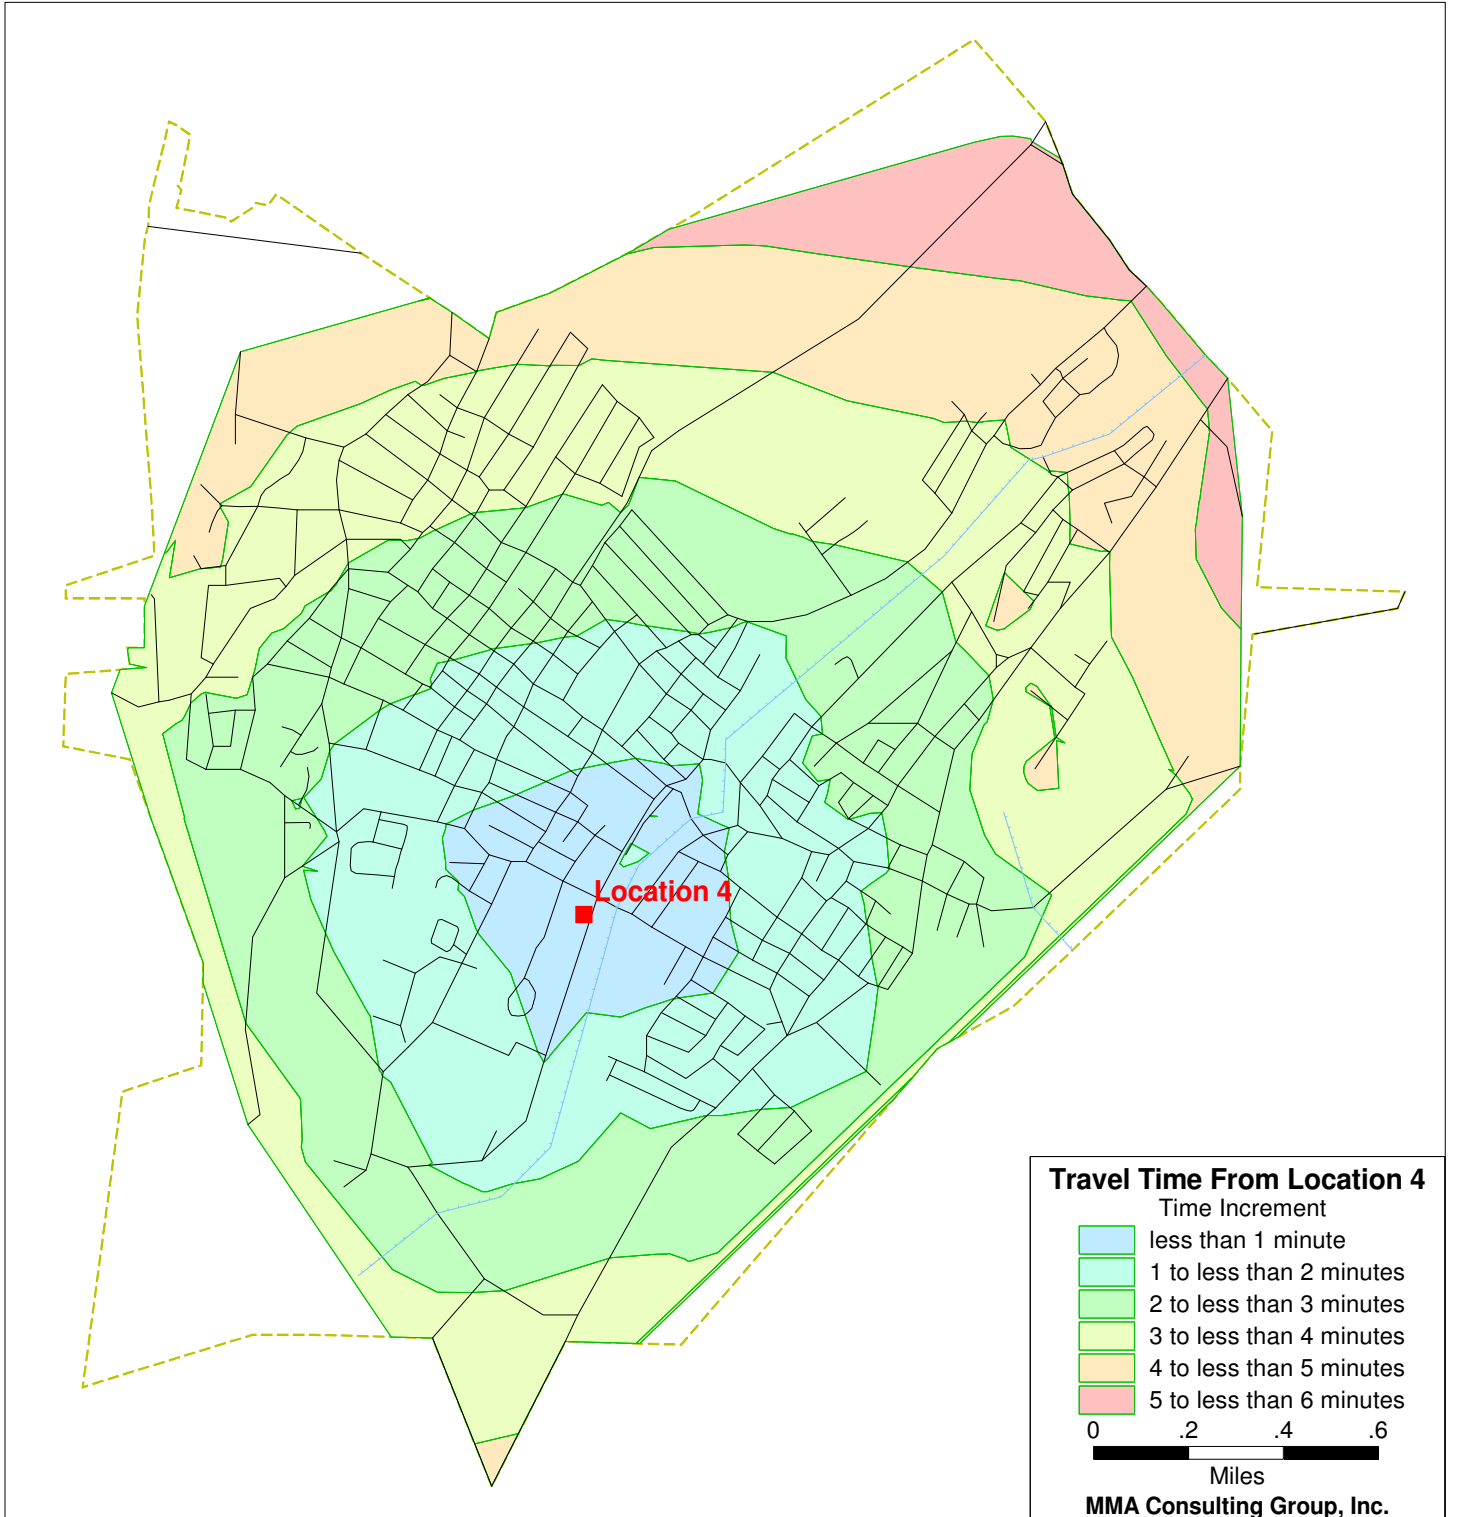 Location 4
Travel Time From Location 4
Time Increment
less than 1 minute
1 to less than 2 minutes
2 to less than 3 minutes
3 to less than 4 minutes
4 to less than 5 minutes
5 to less than 6 minutes
0 .2 .4 .6
Miles
MMA Consulting Group, Inc.